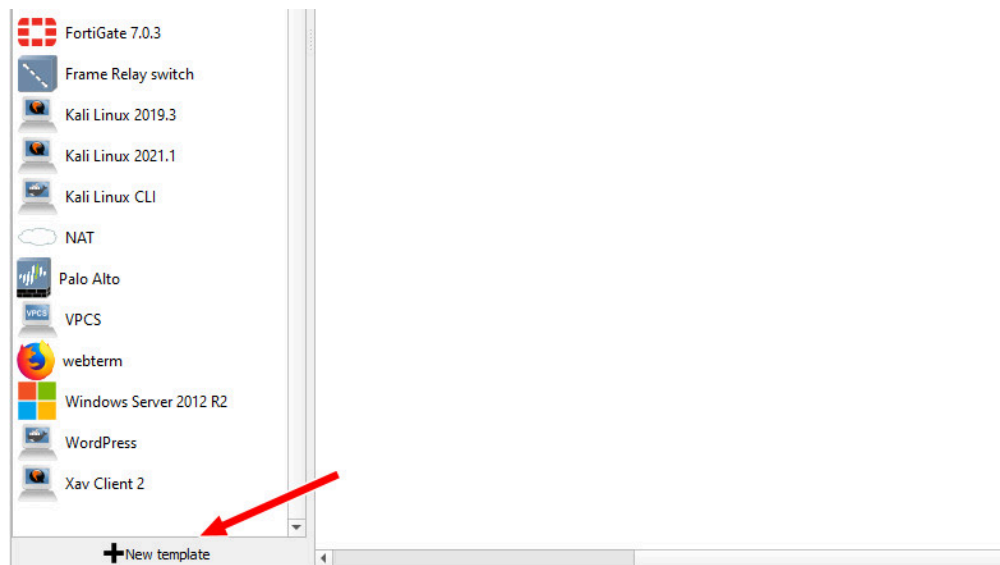 FortiGate 7.0.3
Frame Relay switch
Kali Linux 2019.3
Kali Linux 2021.1
Kali Linux CLI
NAT
Palo Alto
VPCS
VPCS
webterm
Windows Server 2012 R2
WordPress
Xav Client 2
New template